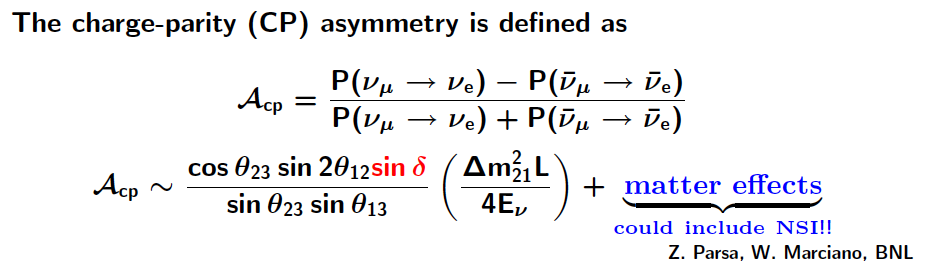 The charge-parity (CP) asymmetry is defined as
𝒜cp = P(νμ → νe) − P(ν̄μ → ν̄e) / P(νμ → νe) + P(ν̄μ → ν̄e)
𝒜cp ∼ cos θ23 sin 2θ12 sin δ / sin θ23 sin θ13 (Δm²21L / 4Eν) + matter effects
could include NSI!!
Z. Parsa, W. Marciano, BNL